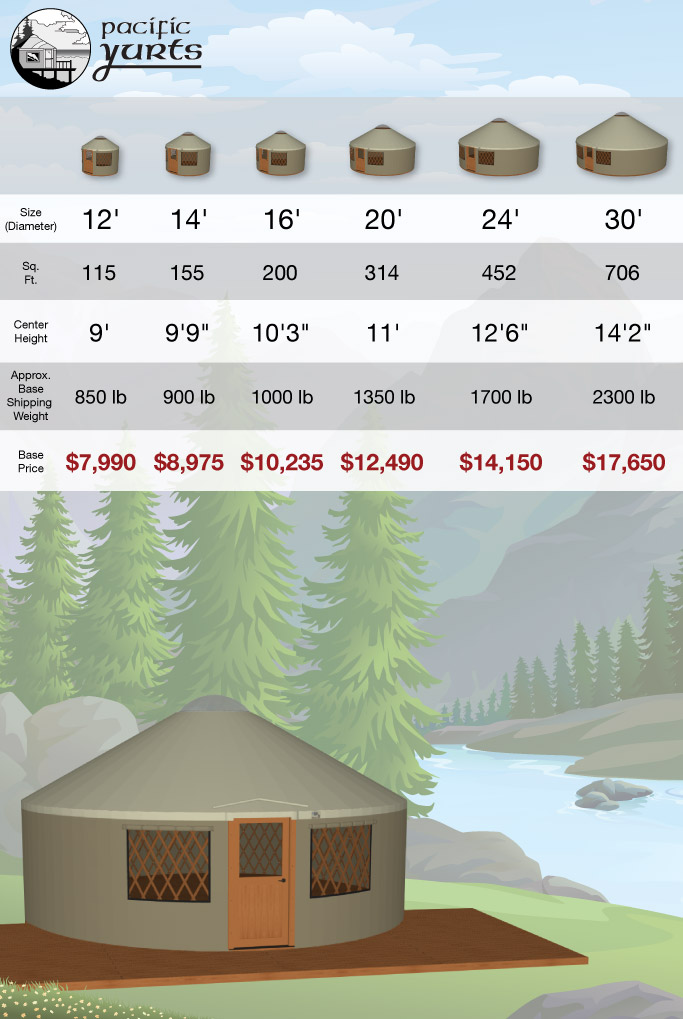 pacific
yurts
Size
(Diameter)
12' 14' 16' 20' 24' 30'
Sq.
Ft.
115 155 200 314 452 706
Center
Height
9' 9'9" 10'3" 11' 12'6" 14'2"
Approx.
Base
Shipping
Weight
850 lb 900 lb 1000 lb 1350 lb 1700 lb 2300 lb
Base
Price
$7,990 $8,975 $10,235 $12,490 $14,150 $17,650